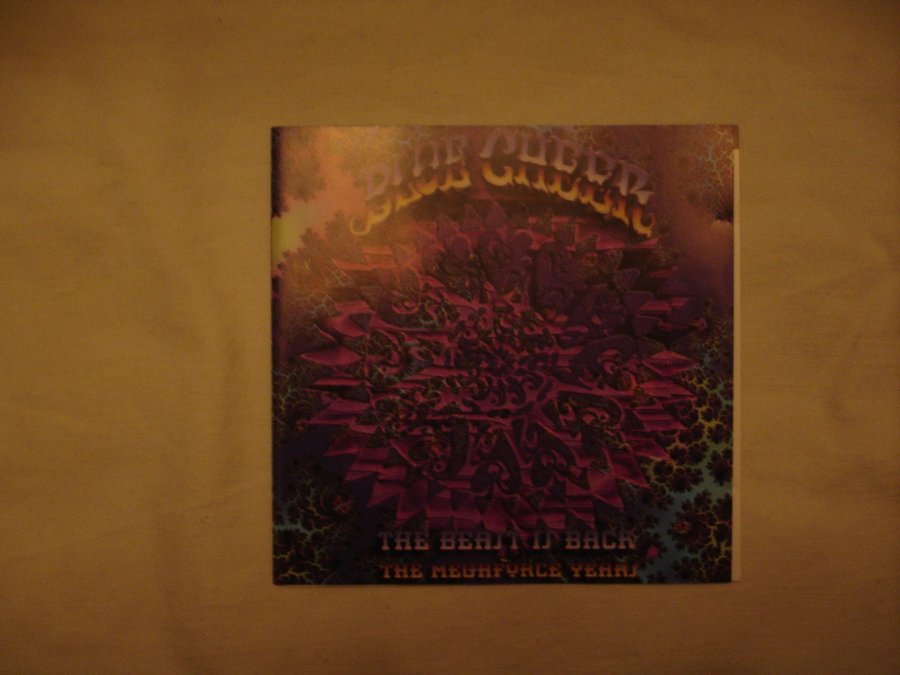 BLUE CHEER
THE BEAST IS BACK
THE MEGAFORCE YEARS